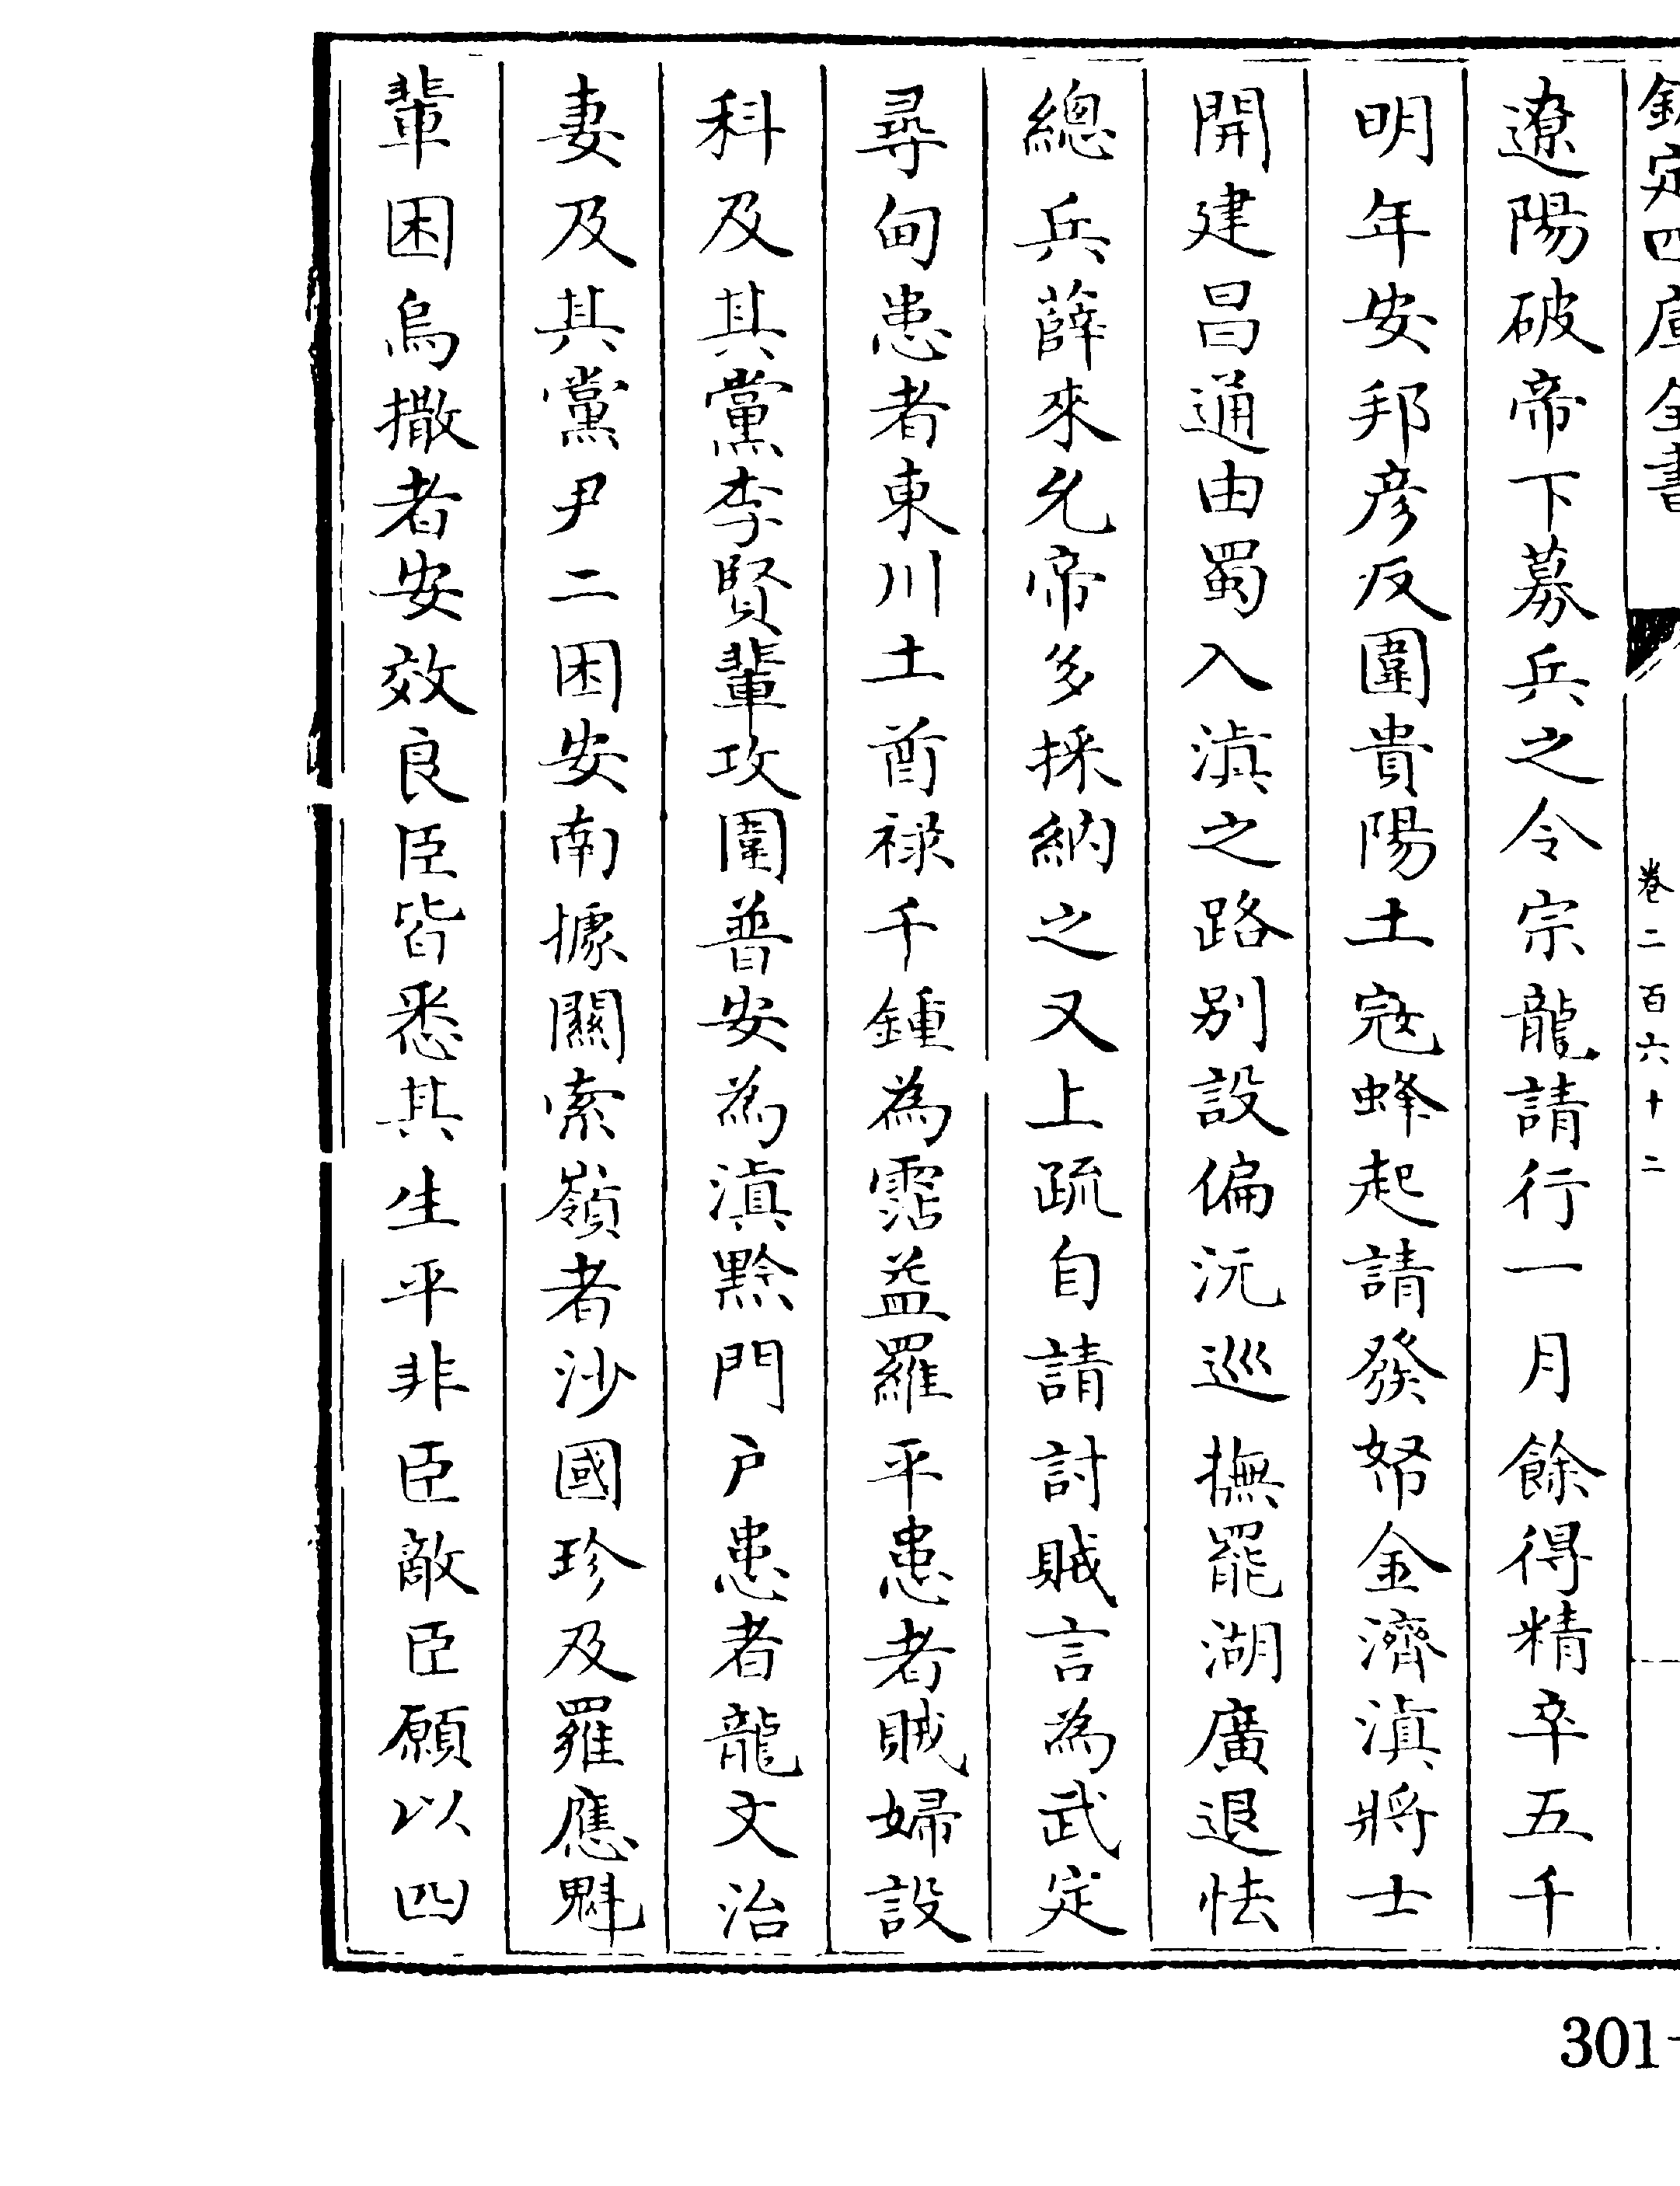 欽定四庫全書
卷二百六十二
遼陽破帝下募兵之令宗龍請行一月餘得精卒五千
明年安邦彥反圍貴陽土寇蜂起請發帑金濟滇將士
開建昌通由蜀入滇之路别設偏沅巡撫罷湖廣退怯
總兵薛來允帝多採納之又上疏自請討賊言為武定
尋甸患者東川土酋禄千鍾為霑益羅平患者賊婦設
科及其黨李賢輩攻圍普安為滇黔門户患者龍文治
妻及其黨尹二困安南據關索嶺者沙國珍及羅應魁
輩困烏撒者安效良臣皆悉其生平非臣敵臣願以四
301-